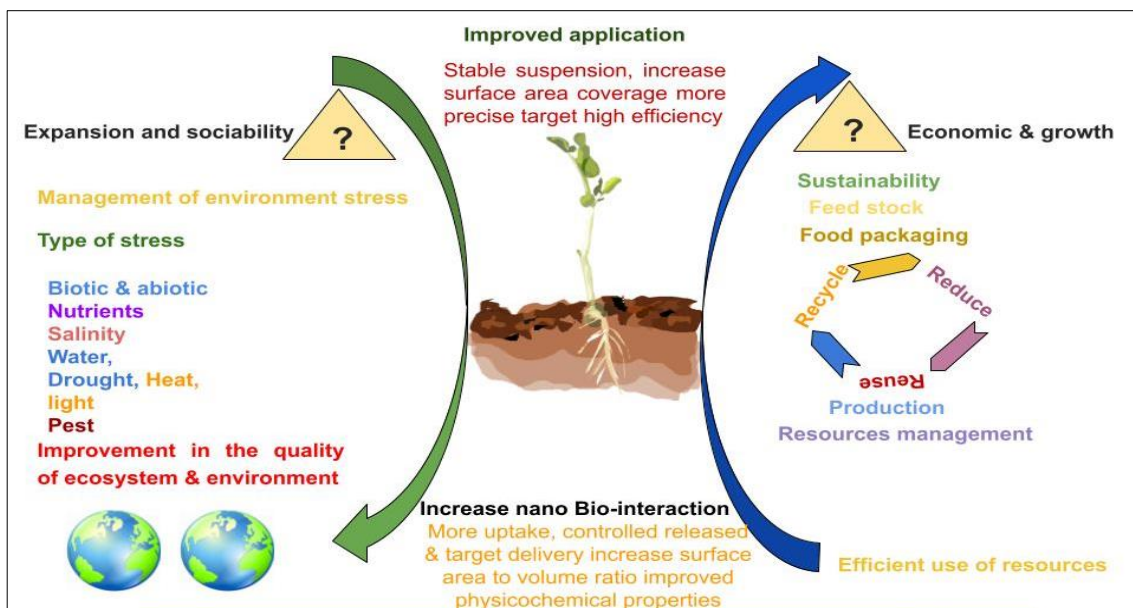 Improved application
Stable suspension, increase
surface area coverage more
precise target high efficiency
Expansion and sociability
?
Management of environment stress
Type of stress
Biotic & abiotic
Nutrients
Salinity
Water,
Drought, Heat,
light
Pest
Improvement in the quality
of ecosystem & environment
Increase nano Bio-interaction
More uptake, controlled released
& target delivery increase surface
area to volume ratio improved
physicochemical properties
?
Economic & growth
Sustainability
Feed stock
Food packaging
Recycle
Reduce
Reuse
Production
Resources management
Efficient use of resources